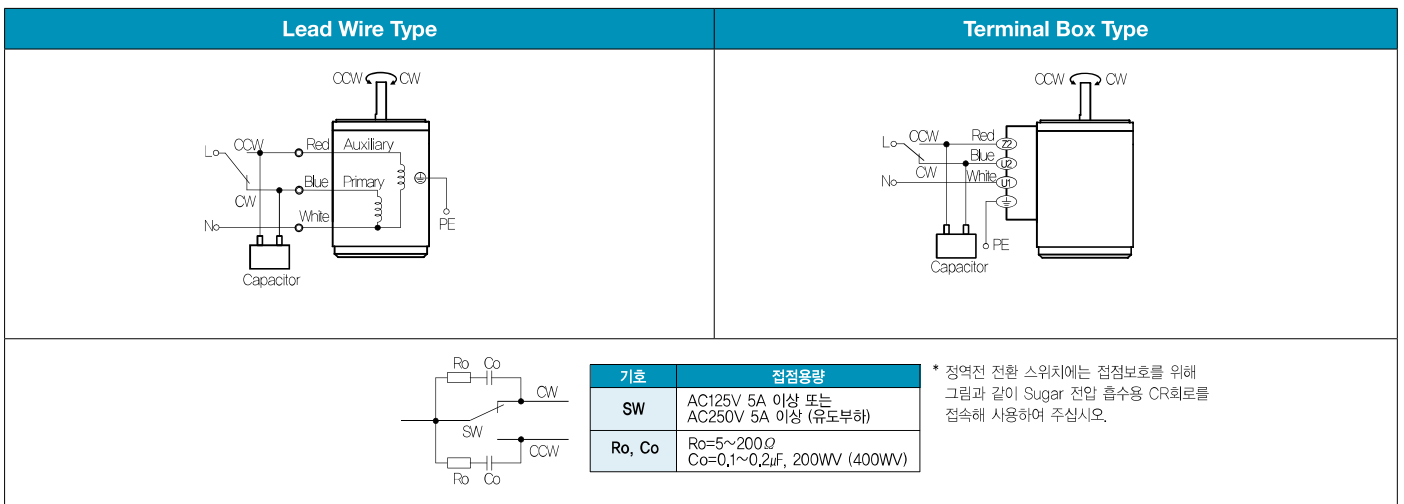 Lead Wire Type
Terminal Box Type
CCW CW
L CCW Red Auxiliary
Blue Primary
CW
N White
PE
Capacitor
CCW CW
L CCW Red Z2
Blue U2
CW White
N U1
PE
Capacitor
Ro Co
CW
SW
CCW
Ro Co
기호 접점용량
SW AC125V 5A 이상 또는
AC250V 5A 이상 (유도부하)
Ro, Co Ro=5~200Ω
Co=0.1~0.2μF, 200WV (400WV)
* 정역전 전환 스위치에는 접점보호를 위해
그림과 같이 Sugar 전압 흡수용 CR회로를
접속해 사용하여 주십시오.